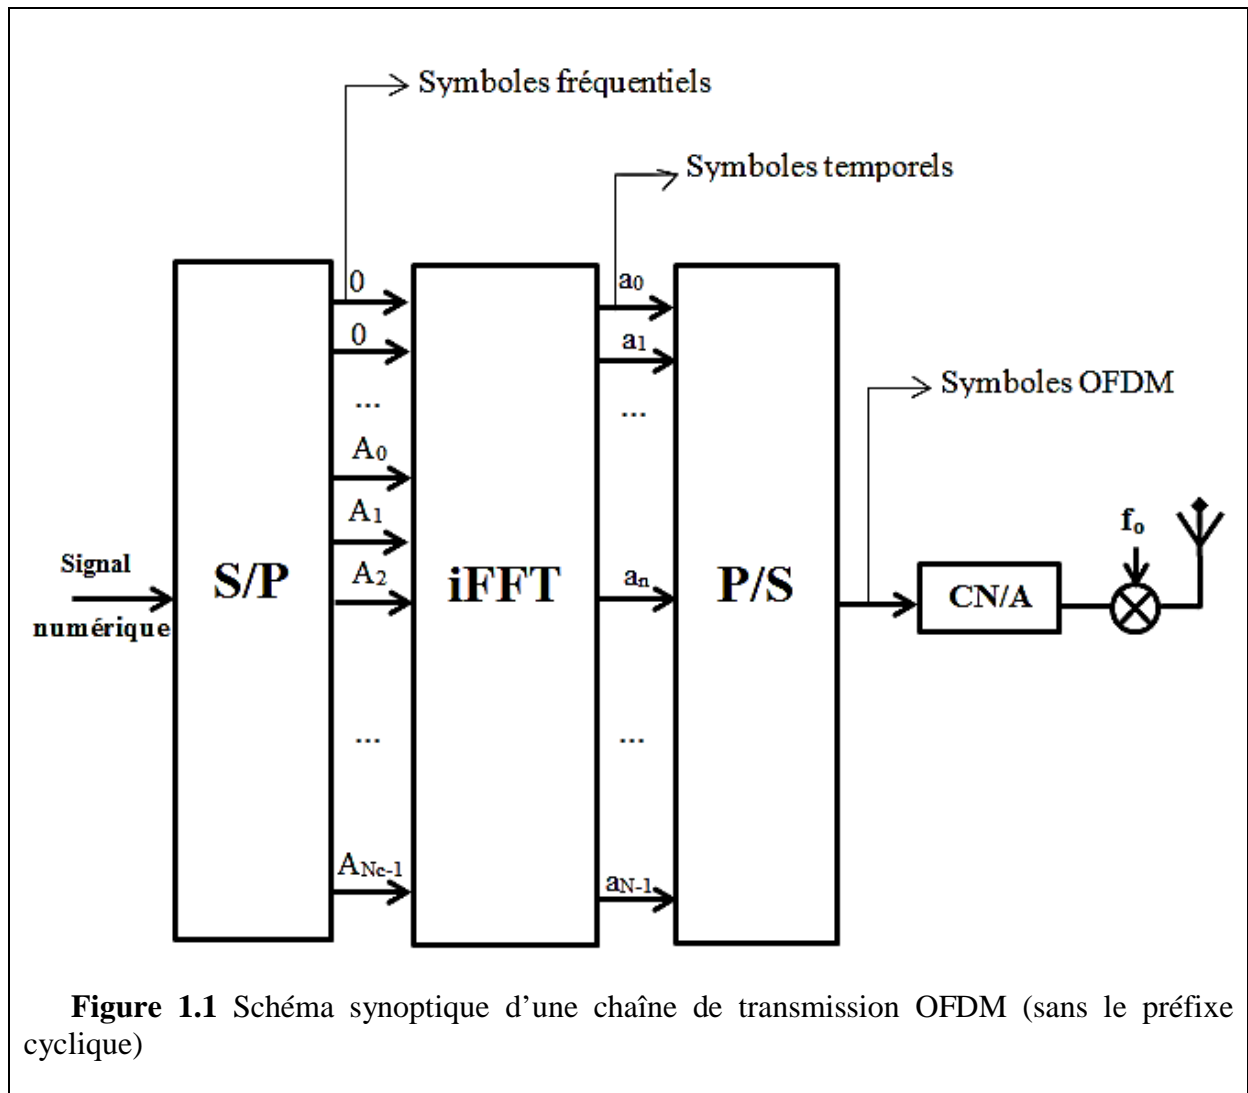 Symboles fréquentiels
Symboles temporels
0
a0
0
a1
...
...
Symboles OFDM
A0
A1
A2
Signal
numérique
S/P
iFFT
an
P/S
CN/A
fo
...
...
ANc-1
aN-1
Figure 1.1 Schéma synoptique d’une chaîne de transmission OFDM (sans le préfixe
cyclique)